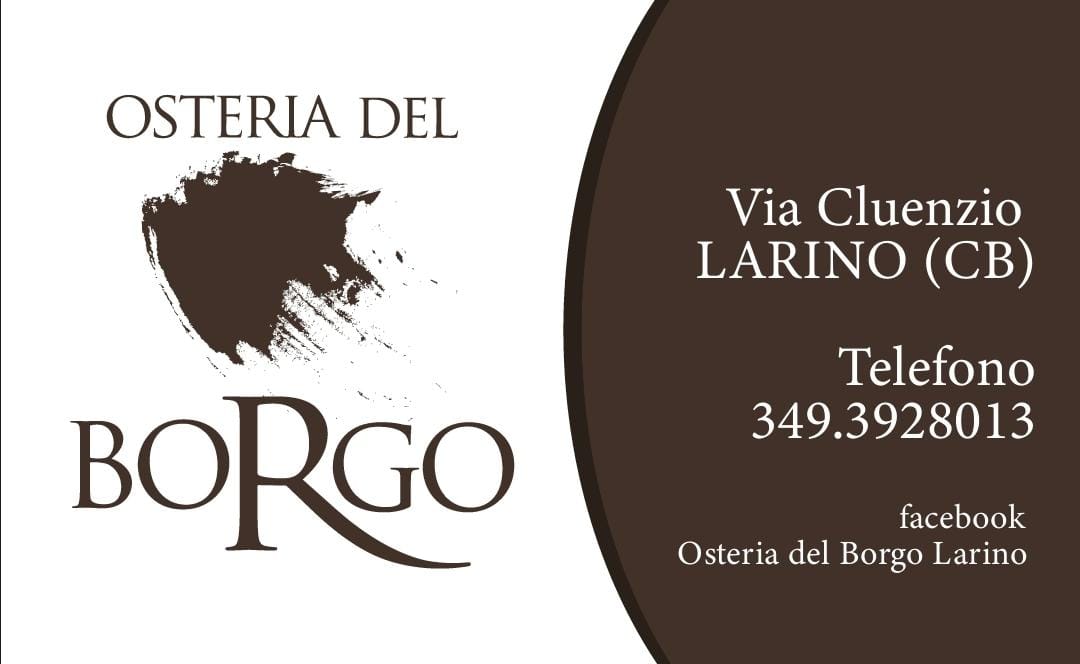 OSTERIA DEL
BORGO
Via Cluenzio
LARINO (CB)
Telefono
349.3928013
facebook
Osteria del Borgo Larino